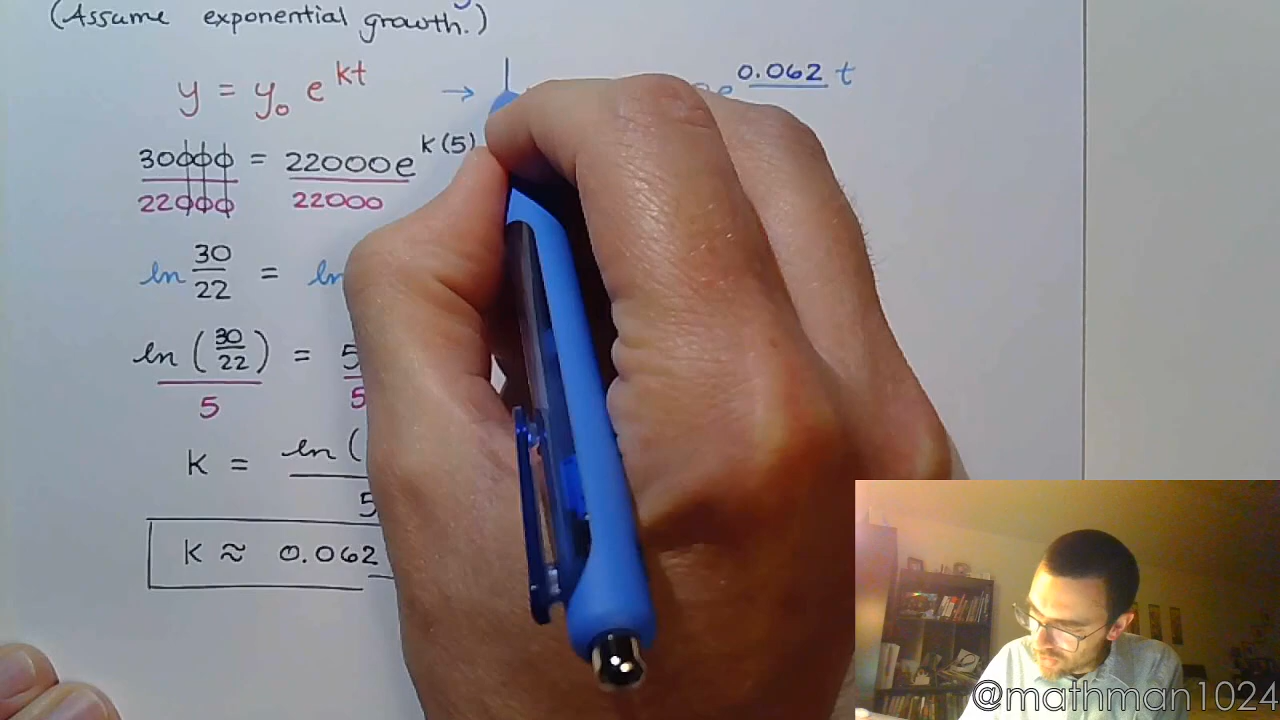 (Assume exponential growth.)
y = y₀ e^kt → e^0.062 t
30000 = 22000e^k(5)
22000 22000
ln 30/22 = ln
ln (30/22) = 5
5 5
k = ln (
5
k ≈ 0.062
@mathman1024